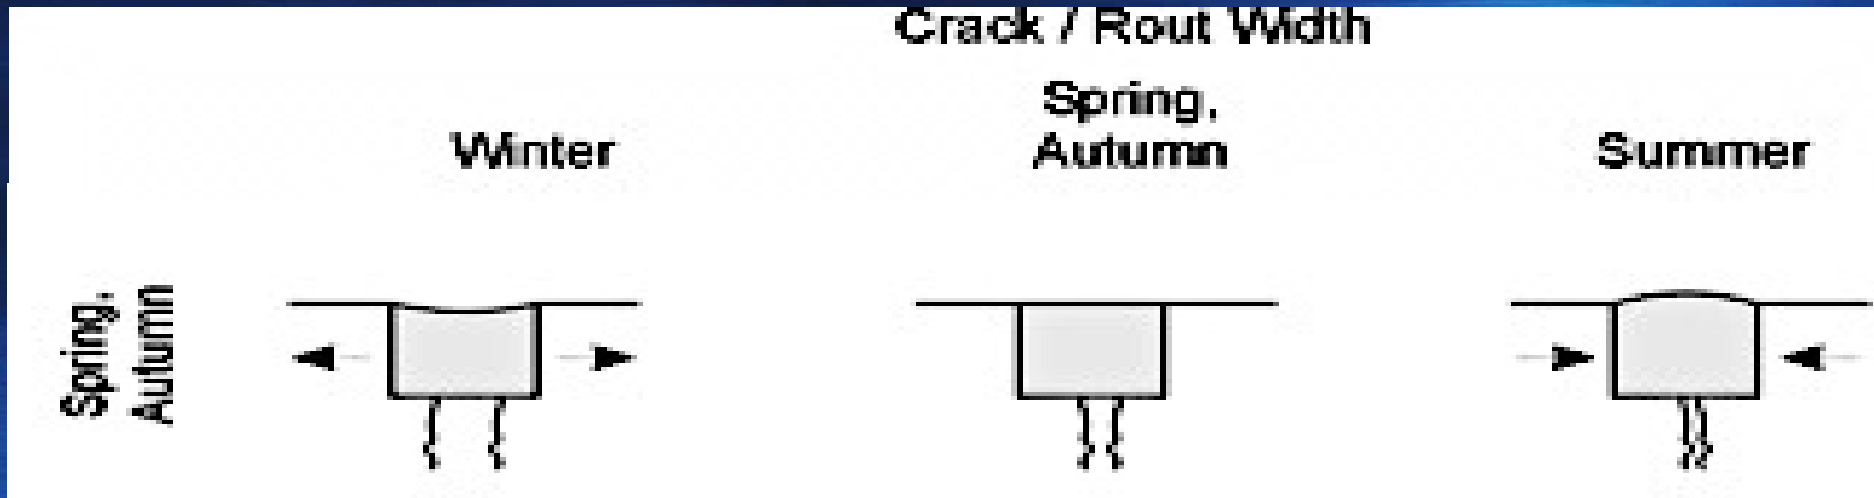 Crack / Rout Width
Winter
Spring,
Autumn
Summer
Spring,
Autumn